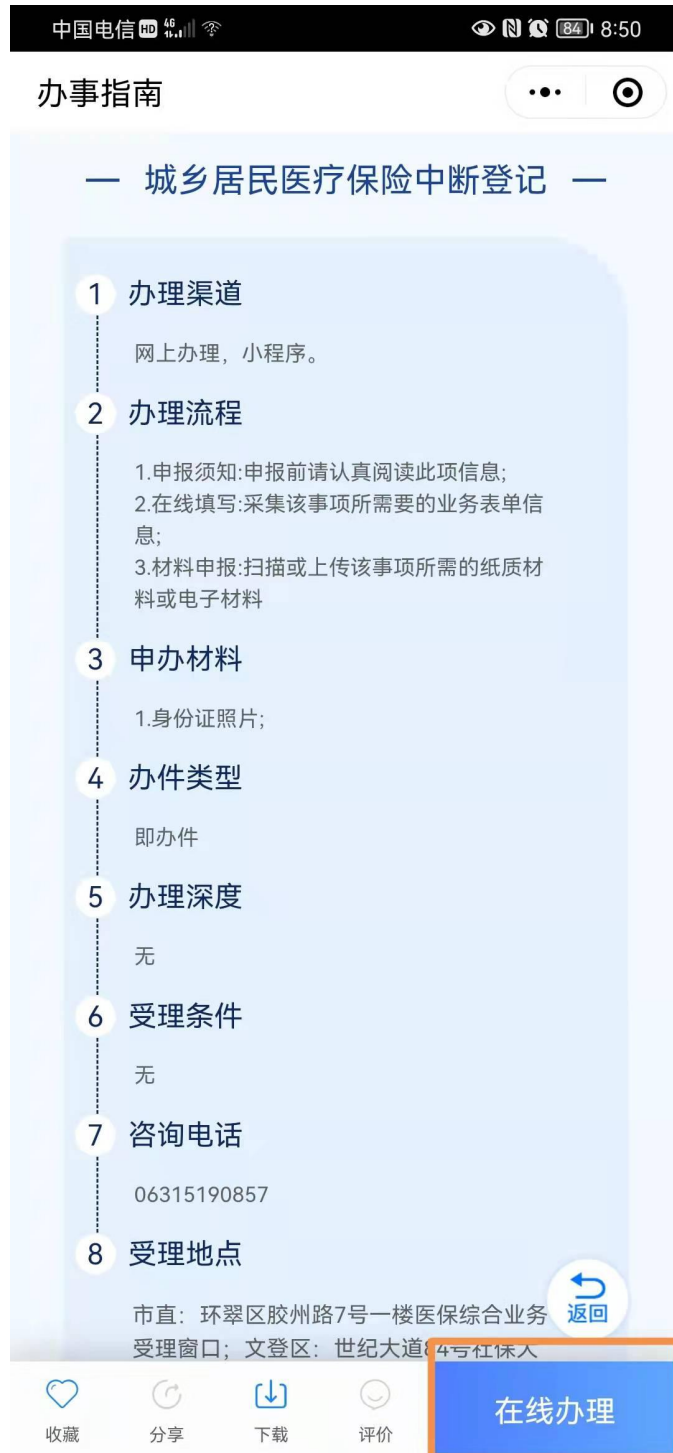 中国电信 HD 4G 84 8:50
办事指南
— 城乡居民医疗保险中断登记 —
1 办理渠道
网上办理，小程序。
2 办理流程
1.申报须知:申报前请认真阅读此项信息;
2.在线填写:采集该事项所需要的业务表单信
息;
3.材料申报:扫描或上传该事项所需的纸质材
料或电子材料
3 申办材料
1.身份证照片;
4 办件类型
即办件
5 办理深度
无
6 受理条件
无
7 咨询电话
06315190857
8 受理地点
市直：环翠区胶州路7号一楼医保综合业务
返回
受理窗口；文登区：世纪大道84号社保大
收藏
分享
下载
评价
在线办理